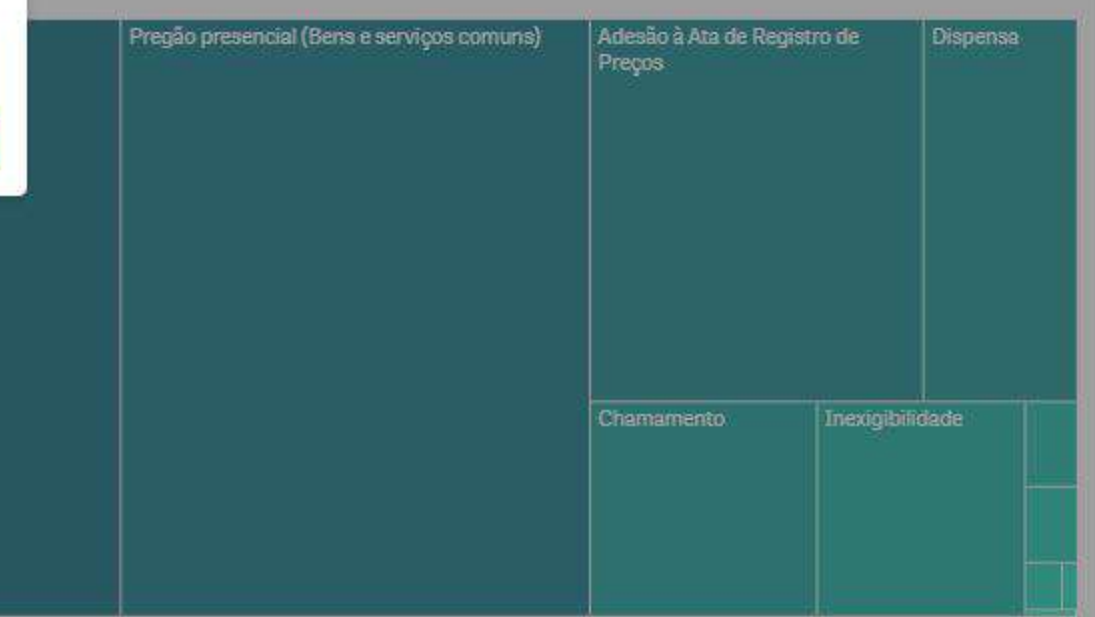 Pregão presencial (Bens e serviços comuns)
Adesão à Ata de Registro de
Preços
Dispensa
Chamamento
Inexigibilidade